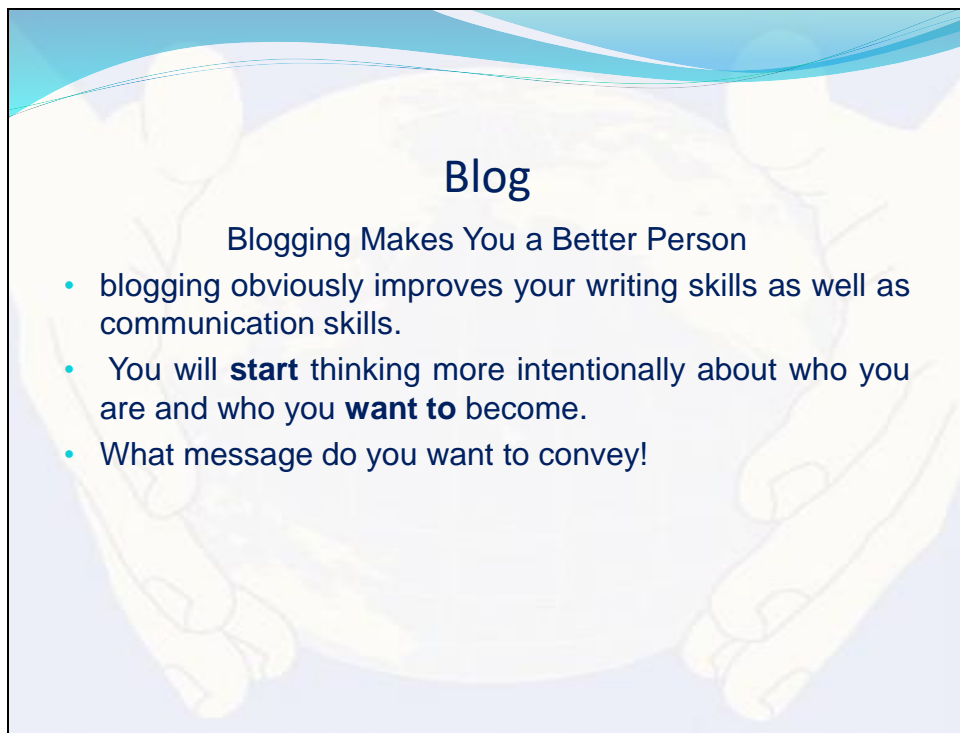 Blog
Blogging Makes You a Better Person
• blogging obviously improves your writing skills as well as
communication skills.
• You will start thinking more intentionally about who you
are and who you want to become.
• What message do you want to convey!